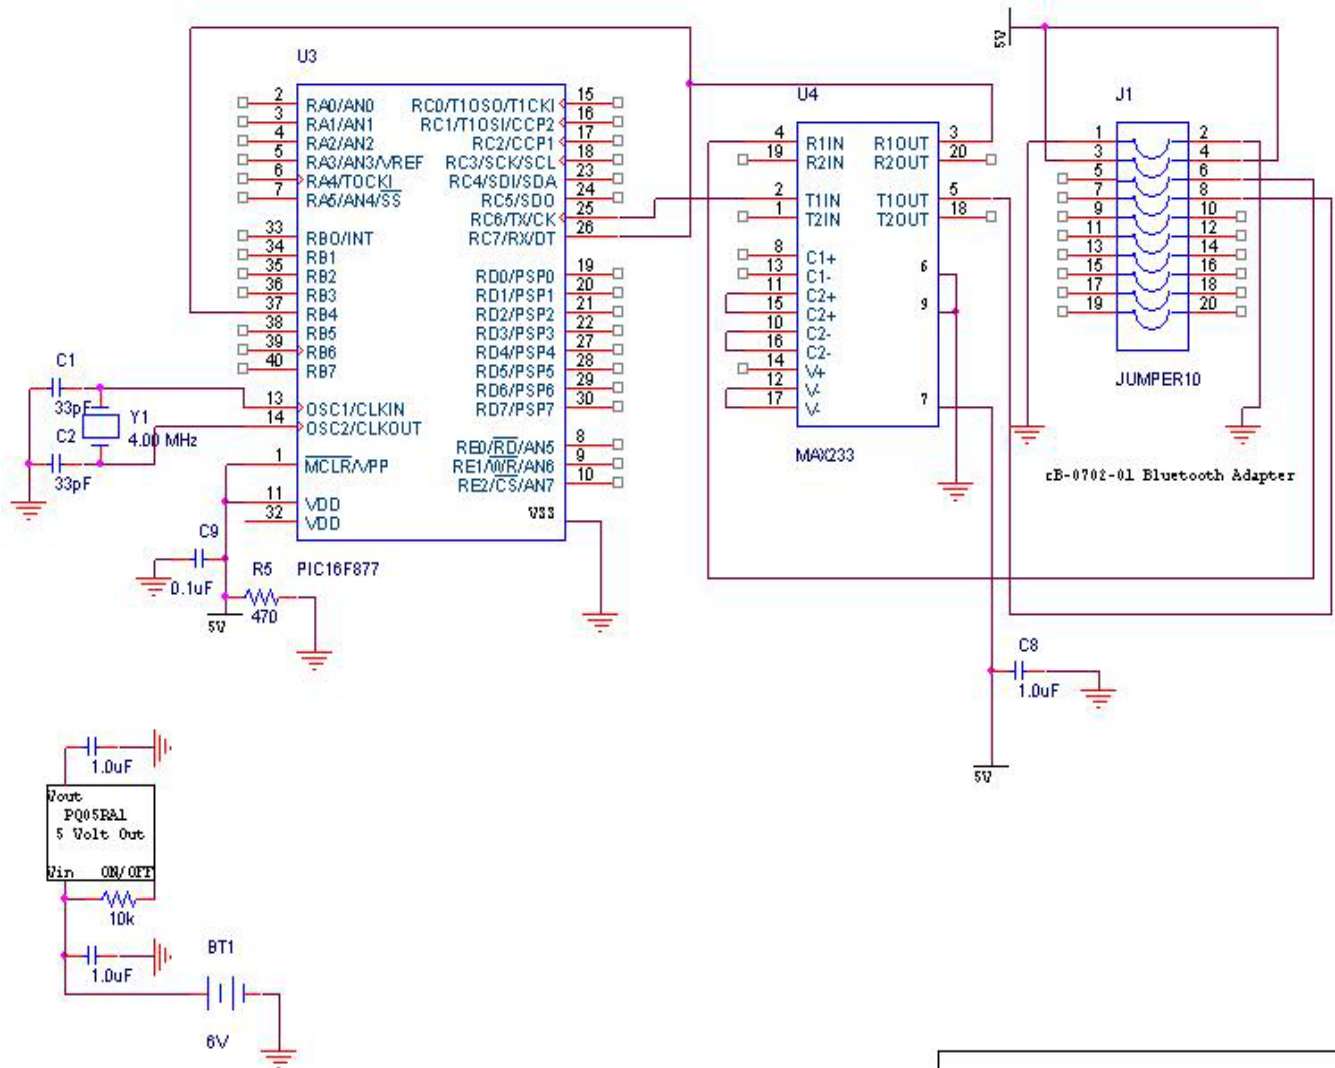 5V
U3
U4
J1
2 RA0/AN0 RC0/T1OSO/T1CKI 15
3 RA1/AN1 RC1/T1OSI/CCP2 16
4 RA2/AN2 RC2/CCP1 17
5 RA3/AN3/VREF RC3/SCK/SCL 18
6 RA4/TOCKI RC4/SDI/SDA 23
7 RA5/AN4/SS RC5/SDO 24
RC6/TX/CK 25
RC7/RX/DT 26
33 RBO/INT
34 RB1
35 RB2 RD0/PSP0 19
36 RB3 RD1/PSP1 20
37 RB4 RD2/PSP2 21
38 RB5 RD3/PSP3 22
39 RB6 RD4/PSP4 27
40 RB7 RD5/PSP5 28
RD6/PSP6 29
13 OSC1/CLKIN RD7/PSP7 30
14 OSC2/CLKOUT
RE0/RD/AN5 8
1 MCLR/VPP RE1/WR/AN6 9
RE2/CS/AN7 10
11 VDD
32 VDD
VSS
PIC16F877
4 R1IN R1OUT 3
19 R2IN R2OUT 20
2 T1IN T1OUT 5
1 T2IN T2OUT 18
8 C1+
13 C1- 6
11 C2+
15 C2+ 9
10 C2-
16 C2-
14 V+
12 V-
17 V- 7
MAX233
1 2
3 4
5 6
7 8
9 10
11 12
13 14
15 16
17 18
19 20
JUMPER10
rB-0702-01 Bluetooth Adapter
C1
33pF
Y1
4.00 MHz
C2
33pF
C9
0.1uF
R5
470
5V
C8
1.0uF
5V
1.0uF
Vout
PQ05RA1
5 Volt Out
Vin ON/OFF
10k
1.0uF
BT1
6V